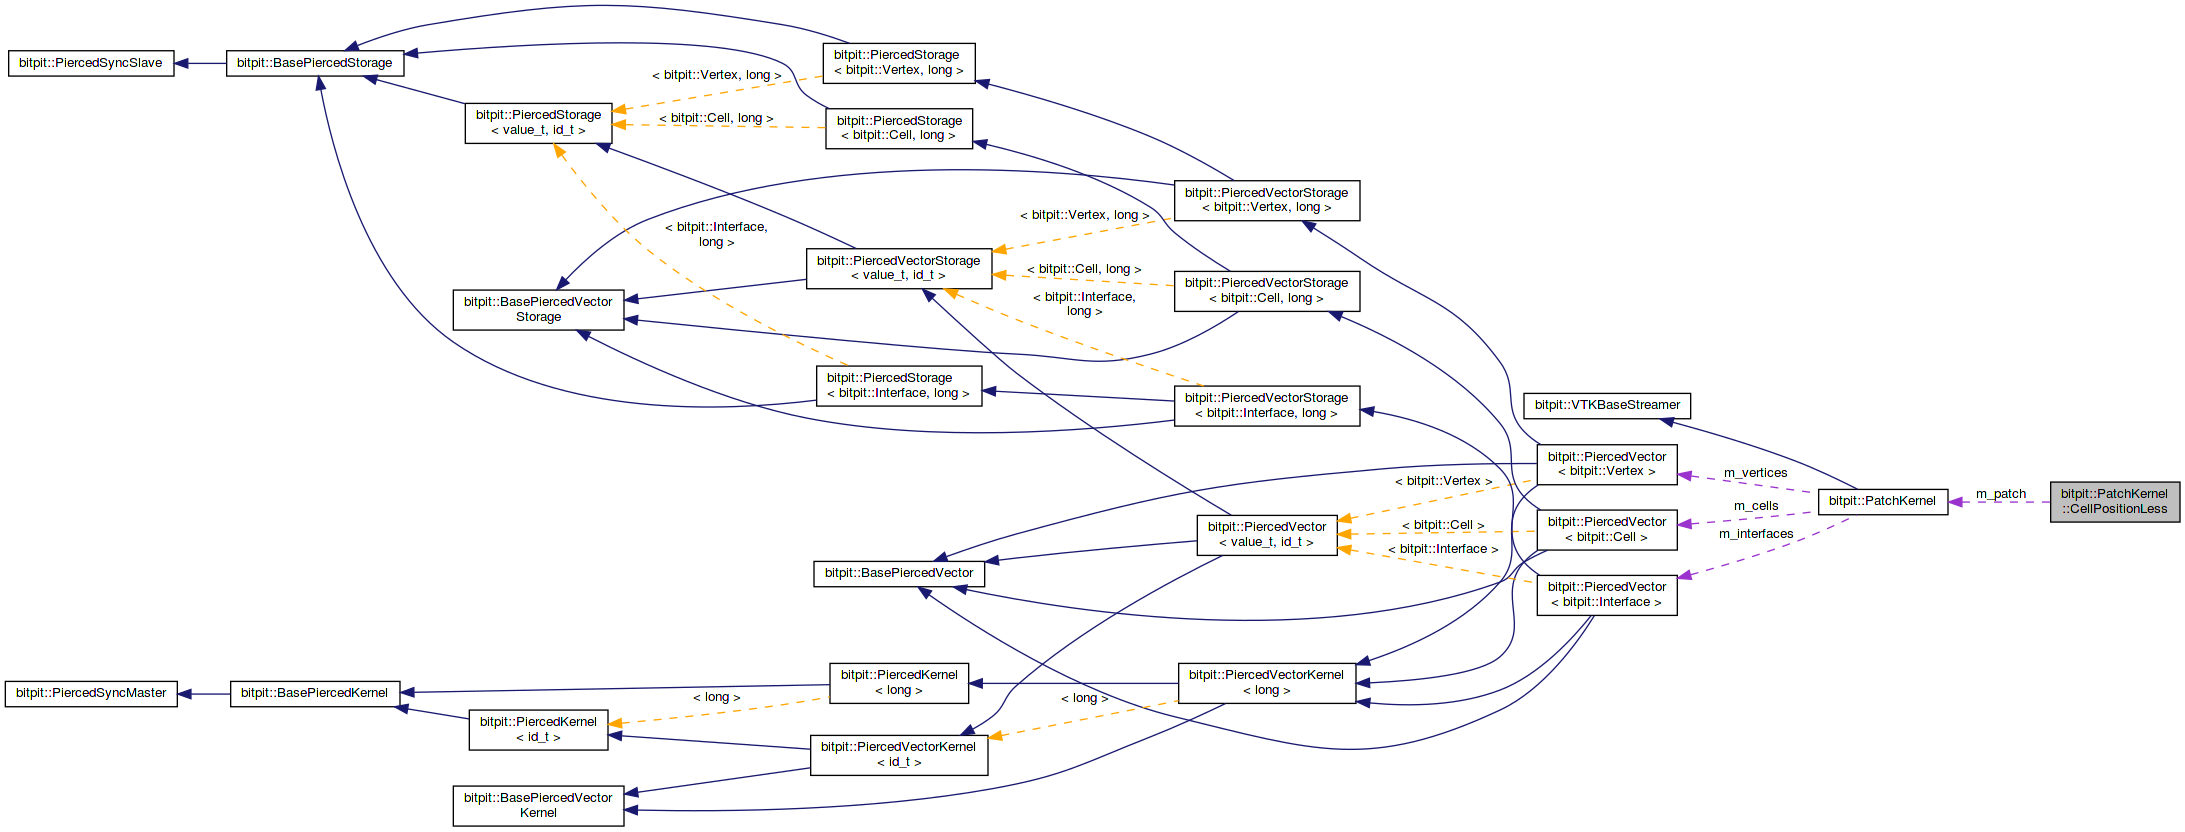 bitpit::PiercedSyncSlave
bitpit::BasePiercedStorage
bitpit::PiercedStorage
< bitpit::Vertex, long >
< bitpit::Vertex, long >
bitpit::PiercedStorage
< value_t, id_t >
< bitpit::Cell, long >
bitpit::PiercedStorage
< bitpit::Cell, long >
bitpit::PiercedVectorStorage
< bitpit::Vertex, long >
< bitpit::Vertex, long >
< bitpit::Interface,
long >
bitpit::PiercedVectorStorage
< value_t, id_t >
< bitpit::Cell, long >
bitpit::PiercedVectorStorage
< bitpit::Cell, long >
bitpit::BasePiercedVector
Storage
< bitpit::Interface,
long >
bitpit::PiercedStorage
< bitpit::Interface, long >
bitpit::PiercedVectorStorage
< bitpit::Interface, long >
bitpit::VTKBaseStreamer
bitpit::PiercedVector
< bitpit::Vertex >
m_vertices
< bitpit::Vertex >
bitpit::PatchKernel
m_patch
bitpit::PatchKernel
::CellPositionLess
m_cells
bitpit::PiercedVector
< value_t, id_t >
< bitpit::Cell >
bitpit::PiercedVector
< bitpit::Cell >
m_interfaces
< bitpit::Interface >
bitpit::BasePiercedVector
bitpit::PiercedVector
< bitpit::Interface >
bitpit::PiercedSyncMaster
bitpit::BasePiercedKernel
bitpit::PiercedKernel
< long >
bitpit::PiercedVectorKernel
< long >
< long >
< long >
bitpit::PiercedKernel
< id_t >
bitpit::PiercedVectorKernel
< id_t >
bitpit::BasePiercedVector
Kernel